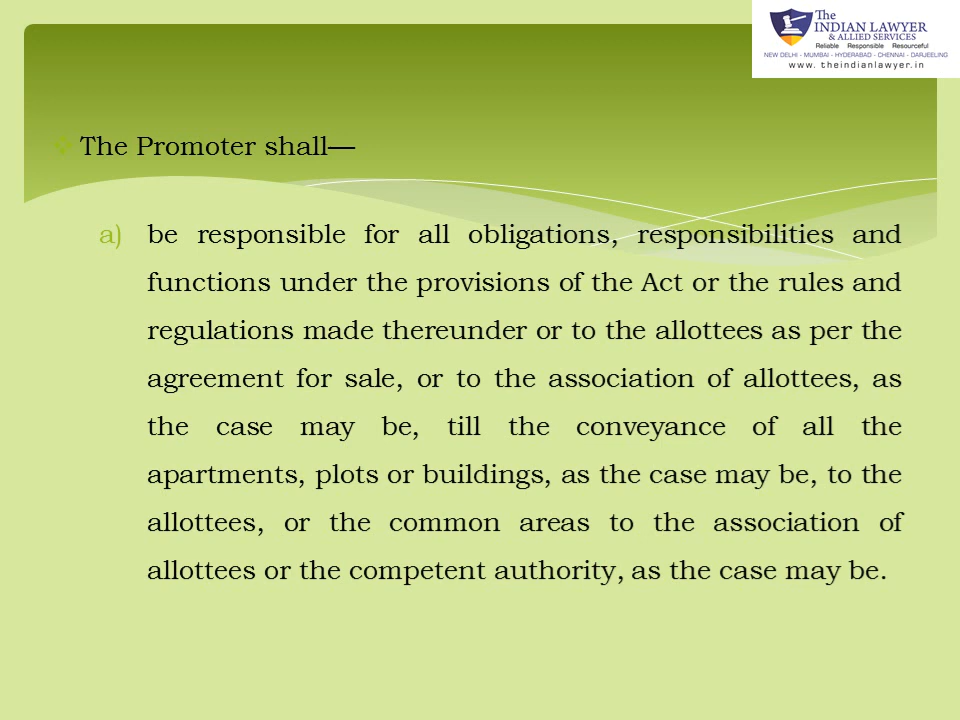 The
INDIAN LAWYER
& ALLIED SERVICES
Reliable Responsible Resourceful
NEW DELHI - MUMBAI - HYDERABAD - CHENNAI - DARJEELING
www. theindianlawyer.in
The Promoter shall—
a) be responsible for all obligations, responsibilities and
functions under the provisions of the Act or the rules and
regulations made thereunder or to the allottees as per the
agreement for sale, or to the association of allottees, as
the case may be, till the conveyance of all the
apartments, plots or buildings, as the case may be, to the
allottees, or the common areas to the association of
allottees or the competent authority, as the case may be.